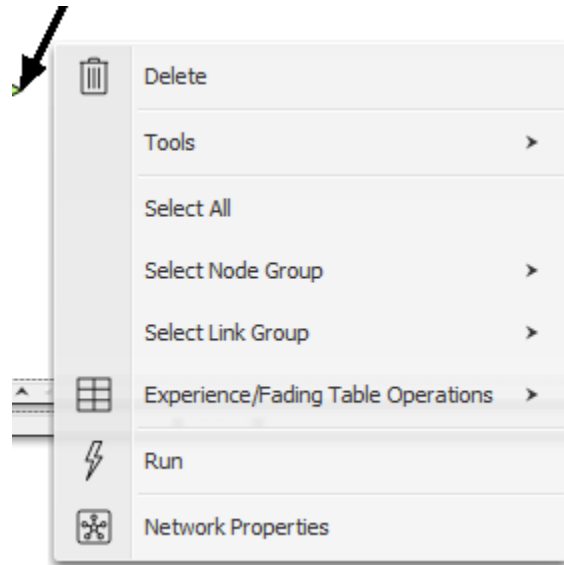 Delete
Tools
Select All
Select Node Group
Select Link Group
Experience/Fading Table Operations
Run
Network Properties